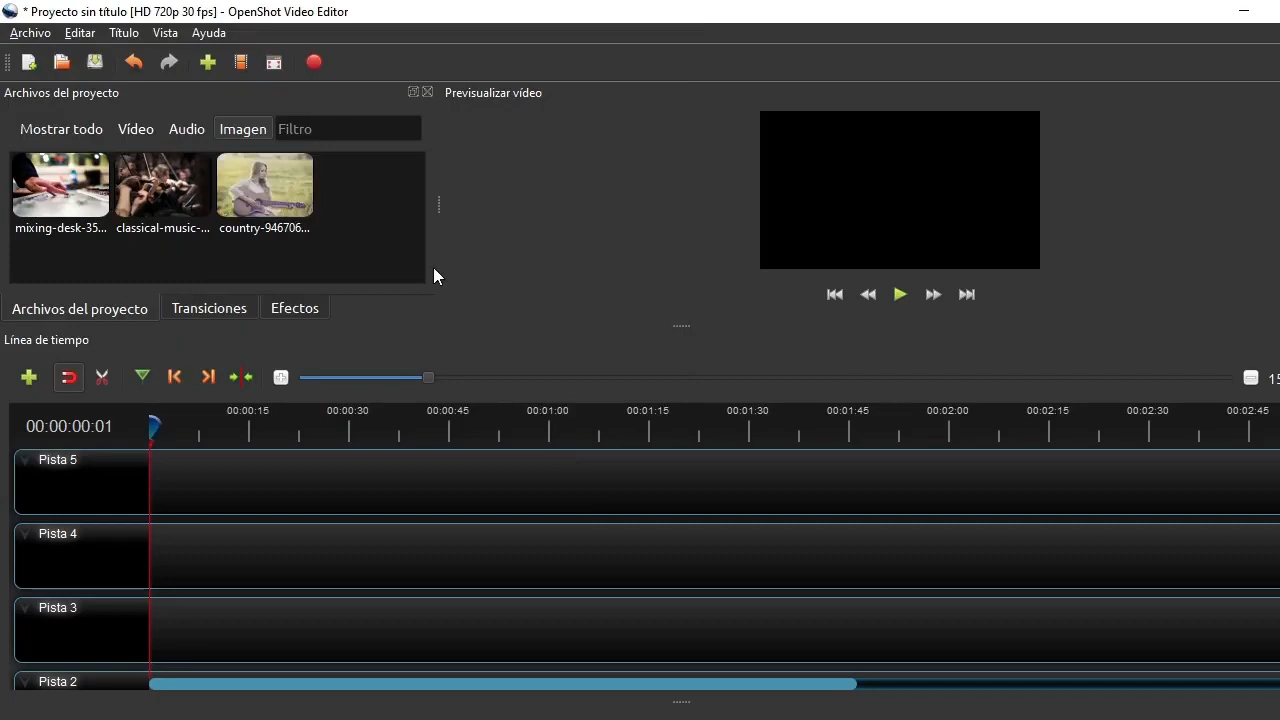 * Proyecto sin título [HD 720p 30 fps] - OpenShot Video Editor
Archivo Editar Título Vista Ayuda
Archivos del proyecto
Previsualizar vídeo
Mostrar todo Vídeo Audio Imagen Filtro
mixing-desk-35... classical-music-... country-946706...
Archivos del proyecto Transiciones Efectos
Línea de tiempo
15
00:00:00:01
00:00:15 00:00:30 00:00:45 00:01:00 00:01:15 00:01:30 00:01:45 00:02:00 00:02:15 00:02:30 00:02:45
Pista 5
Pista 4
Pista 3
Pista 2